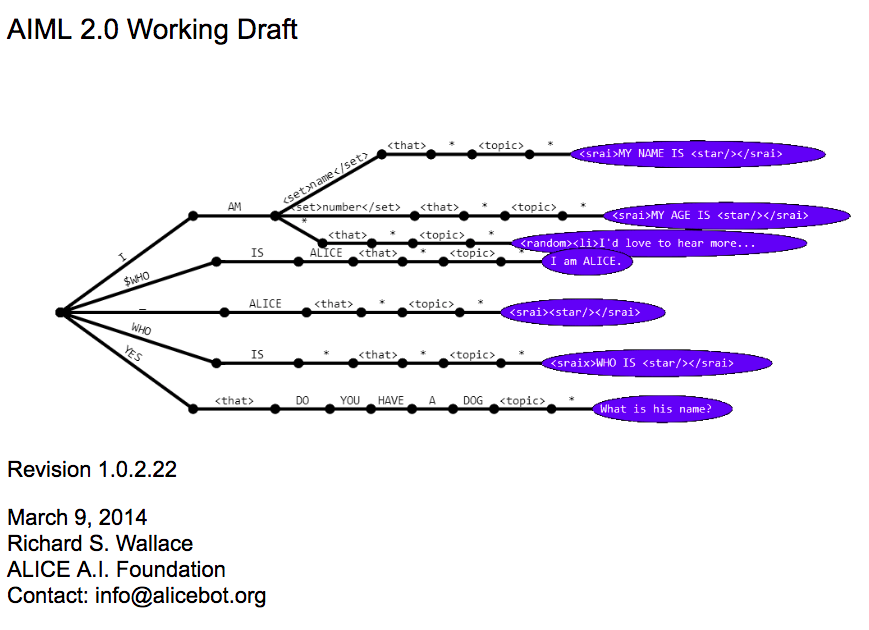 AIML 2.0 Working Draft
<that> * <topic> * <srai>MY NAME IS <star/></srai>
<set>name</set>
AM <set>number</set> <that> * <topic> * <srai>MY AGE IS <star/></srai>
* <that> * <topic> * <random><li>I'd love to hear more...
I
$WHO IS ALICE <that> * <topic> * I am ALICE.
_ ALICE <that> * <topic> * <srai><star/></srai>
WHO IS * <that> * <topic> * <sraix>WHO IS <star/></srai>
YES <that> DO YOU HAVE A DOG <topic> * What is his name?
Revision 1.0.2.22
March 9, 2014
Richard S. Wallace
ALICE A.I. Foundation
Contact: info@alicebot.org